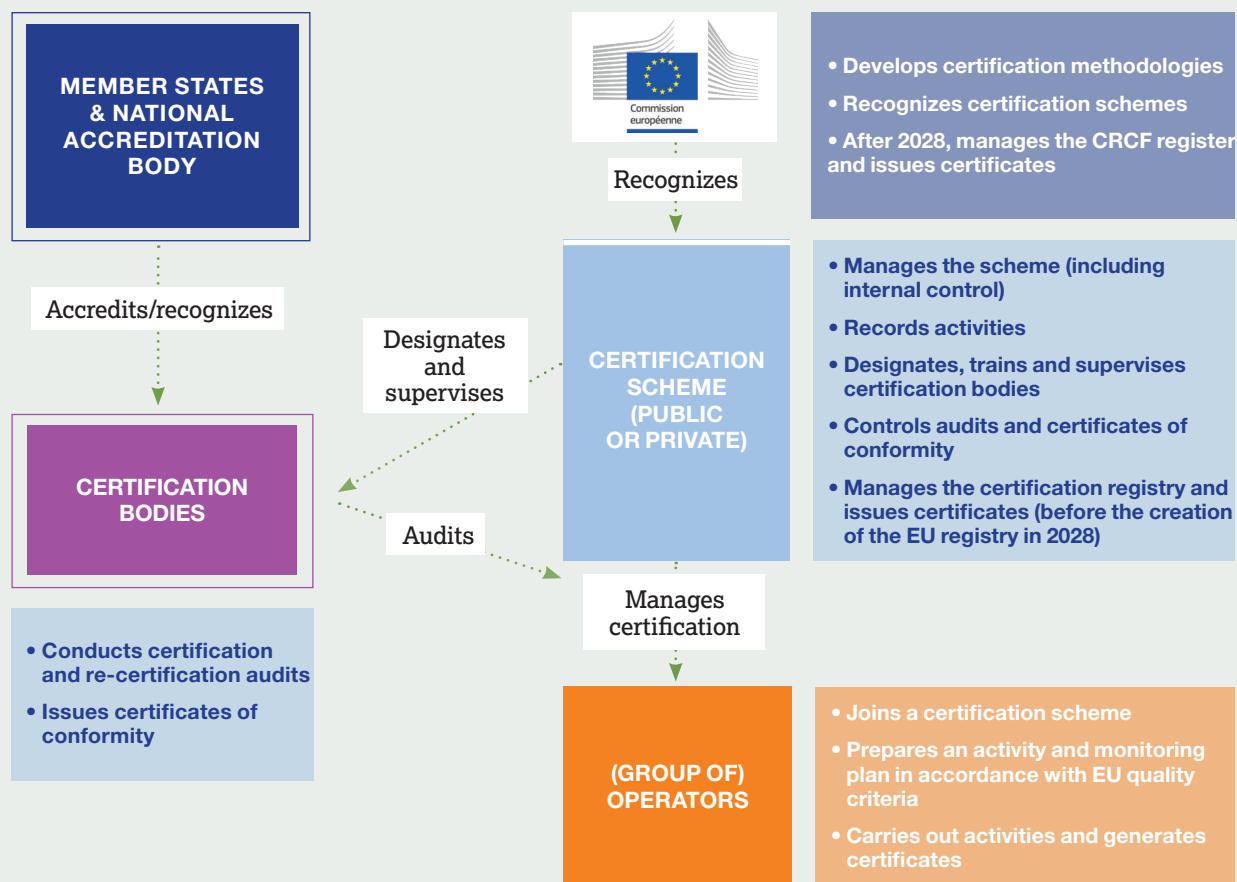 MEMBER STATES
& NATIONAL
ACCREDITATION
BODY
Accredits/recognizes
CERTIFICATION
BODIES
• Conducts certification
and re-certification audits
• Issues certificates of
conformity
Commission
européenne
Recognizes
• Develops certification methodologies
• Recognizes certification schemes
• After 2028, manages the CRCF register
and issues certificates
Designates
and
supervises
Audits
CERTIFICATION
SCHEME
(PUBLIC
OR PRIVATE)
• Manages the scheme (including
internal control)
• Records activities
• Designates, trains and supervises
certification bodies
• Controls audits and certificates of
conformity
• Manages the certification registry and
issues certificates (before the creation
of the EU registry in 2028)
Manages
certification
(GROUP OF)
OPERATORS
• Joins a certification scheme
• Prepares an activity and monitoring
plan in accordance with EU quality
criteria
• Carries out activities and generates
certificates